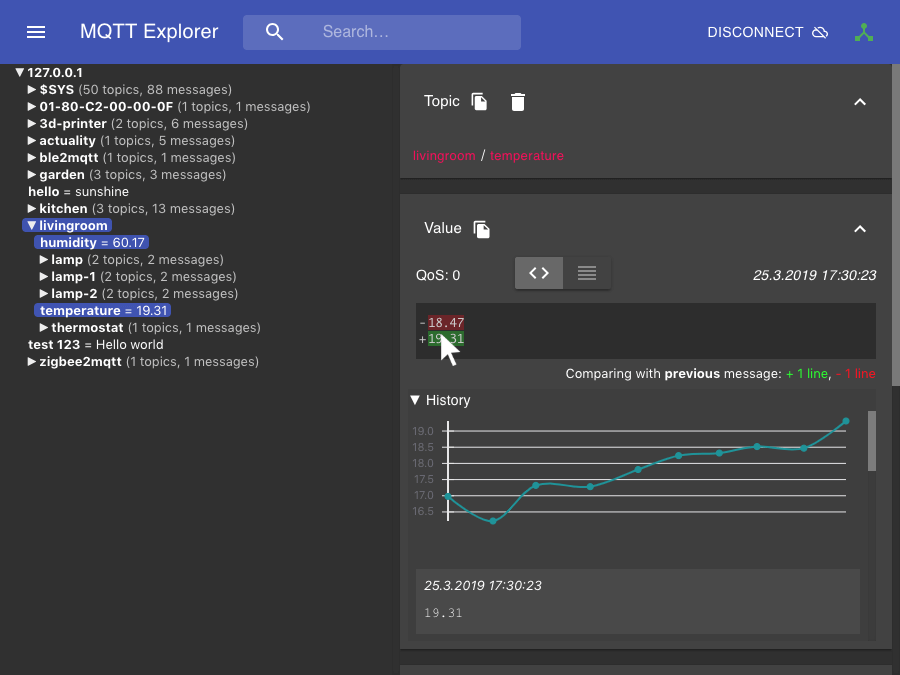 MQTT Explorer
Search…
DISCONNECT
▼ 127.0.0.1
▶ $SYS (50 topics, 88 messages)
▶ 01-80-C2-00-00-0F (1 topics, 1 messages)
▶ 3d-printer (2 topics, 6 messages)
▶ actuality (1 topics, 5 messages)
▶ ble2mqtt (1 topics, 1 messages)
▶ garden (3 topics, 3 messages)
hello = sunshine
▶ kitchen (3 topics, 13 messages)
▼ livingroom
humidity = 60.17
▶ lamp (2 topics, 2 messages)
▶ lamp-1 (2 topics, 2 messages)
▶ lamp-2 (2 topics, 2 messages)
temperature = 19.31
▶ thermostat (1 topics, 1 messages)
test 123 = Hello world
▶ zigbee2mqtt (1 topics, 1 messages)
Topic
livingroom / temperature
Value
QoS: 0
25.3.2019 17:30:23
-18.47
+19.31
Comparing with previous message: + 1 line, - 1 line
▼ History
19.0
18.5
18.0
17.5
17.0
16.5
25.3.2019 17:30:23
19.31